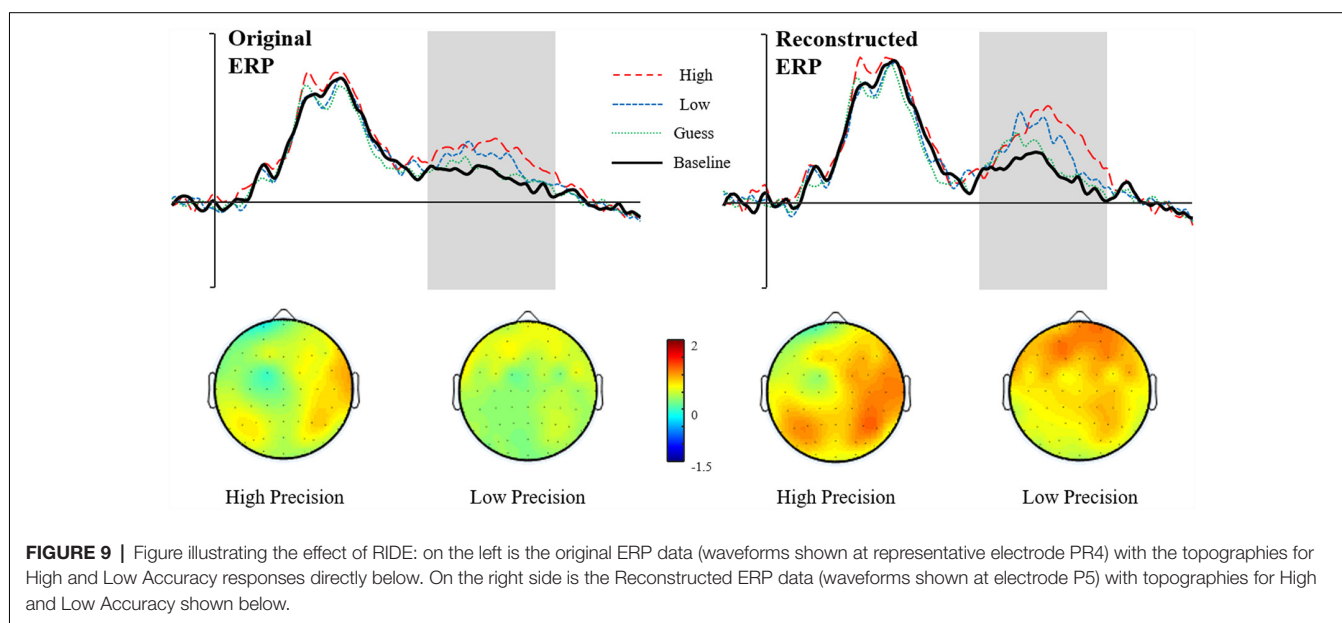 Original
ERP
High
Low
Guess
Baseline
Reconstructed
ERP
2
0
-1.5
High Precision
Low Precision
High Precision
Low Precision
FIGURE 9 | Figure illustrating the effect of RIDE: on the left is the original ERP data (waveforms shown at representative electrode PR4) with the topographies for
High and Low Accuracy responses directly below. On the right side is the Reconstructed ERP data (waveforms shown at electrode P5) with topographies for High
and Low Accuracy shown below.